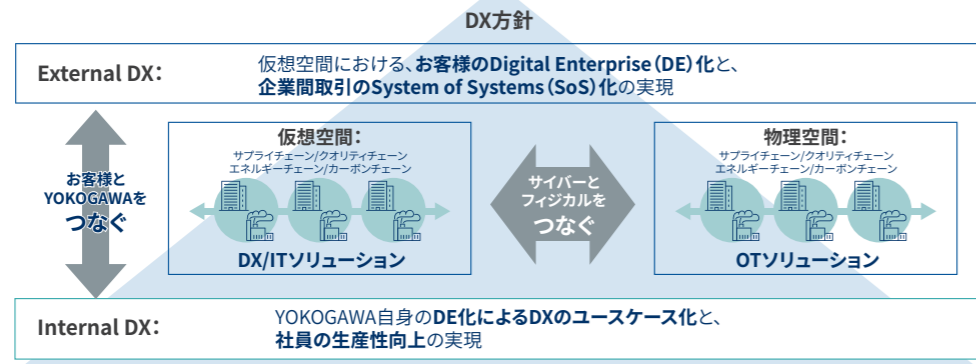 DX方針
External DX：
仮想空間における、お客様のDigital Enterprise（DE）化と、
企業間取引のSystem of Systems（SoS）化の実現
お客様と
YOKOGAWAを
つなぐ
仮想空間：
サプライチェーン/クオリティチェーン
エネルギーチェーン/カーボンチェーン
DX/ITソリューション
サイバーと
フィジカルを
つなぐ
物理空間：
サプライチェーン/クオリティチェーン
エネルギーチェーン/カーボンチェーン
OTソリューション
Internal DX：
YOKOGAWA自身のDE化によるDXのユースケース化と、
社員の生産性向上の実現